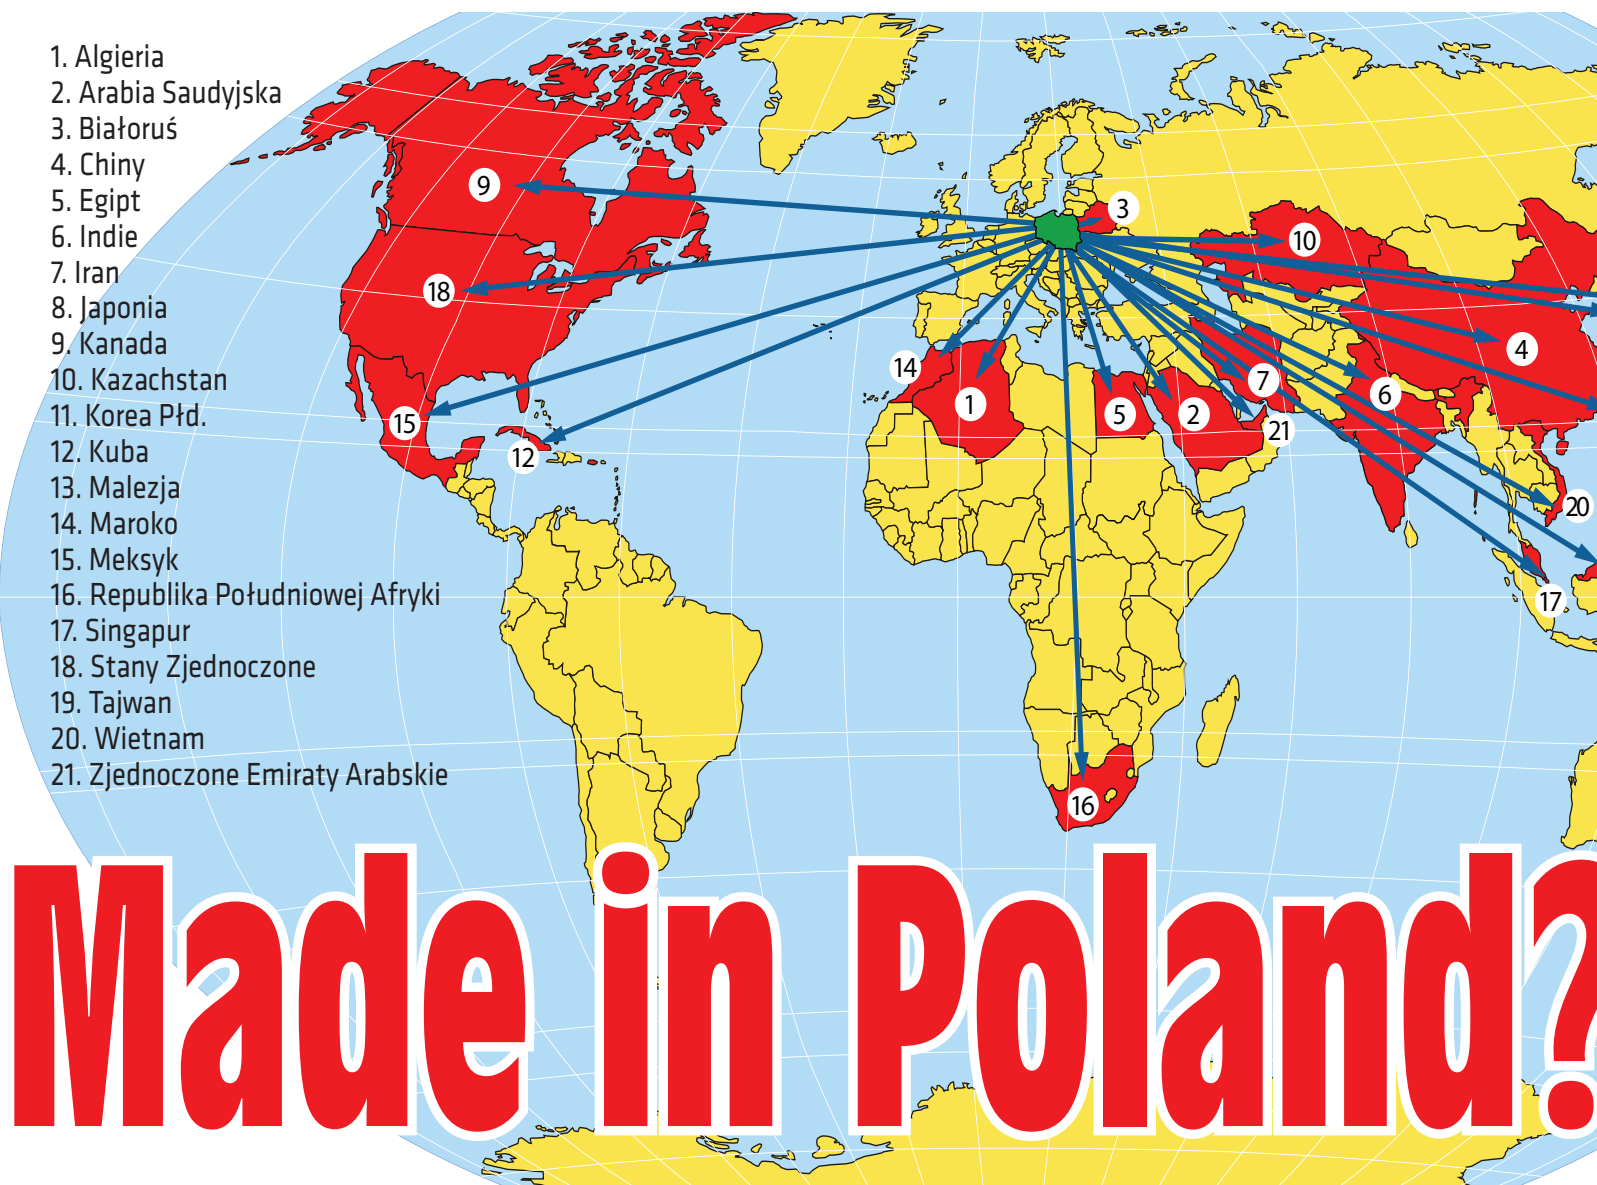 1. Algieria
2. Arabia Saudyjska
3. Białoruś
4. Chiny
5. Egipt
6. Indie
7. Iran
8. Japonia
9. Kanada
10. Kazachstan
11. Korea Płd.
12. Kuba
13. Malezja
14. Maroko
15. Meksyk
16. Republika Południowej Afryki
17. Singapur
18. Stany Zjednoczone
19. Tajwan
20. Wietnam
21. Zjednoczone Emiraty Arabskie
9
3
10
18
4
14
7
6
1
5
2
15
21
12
20
17
16
Made in Poland?